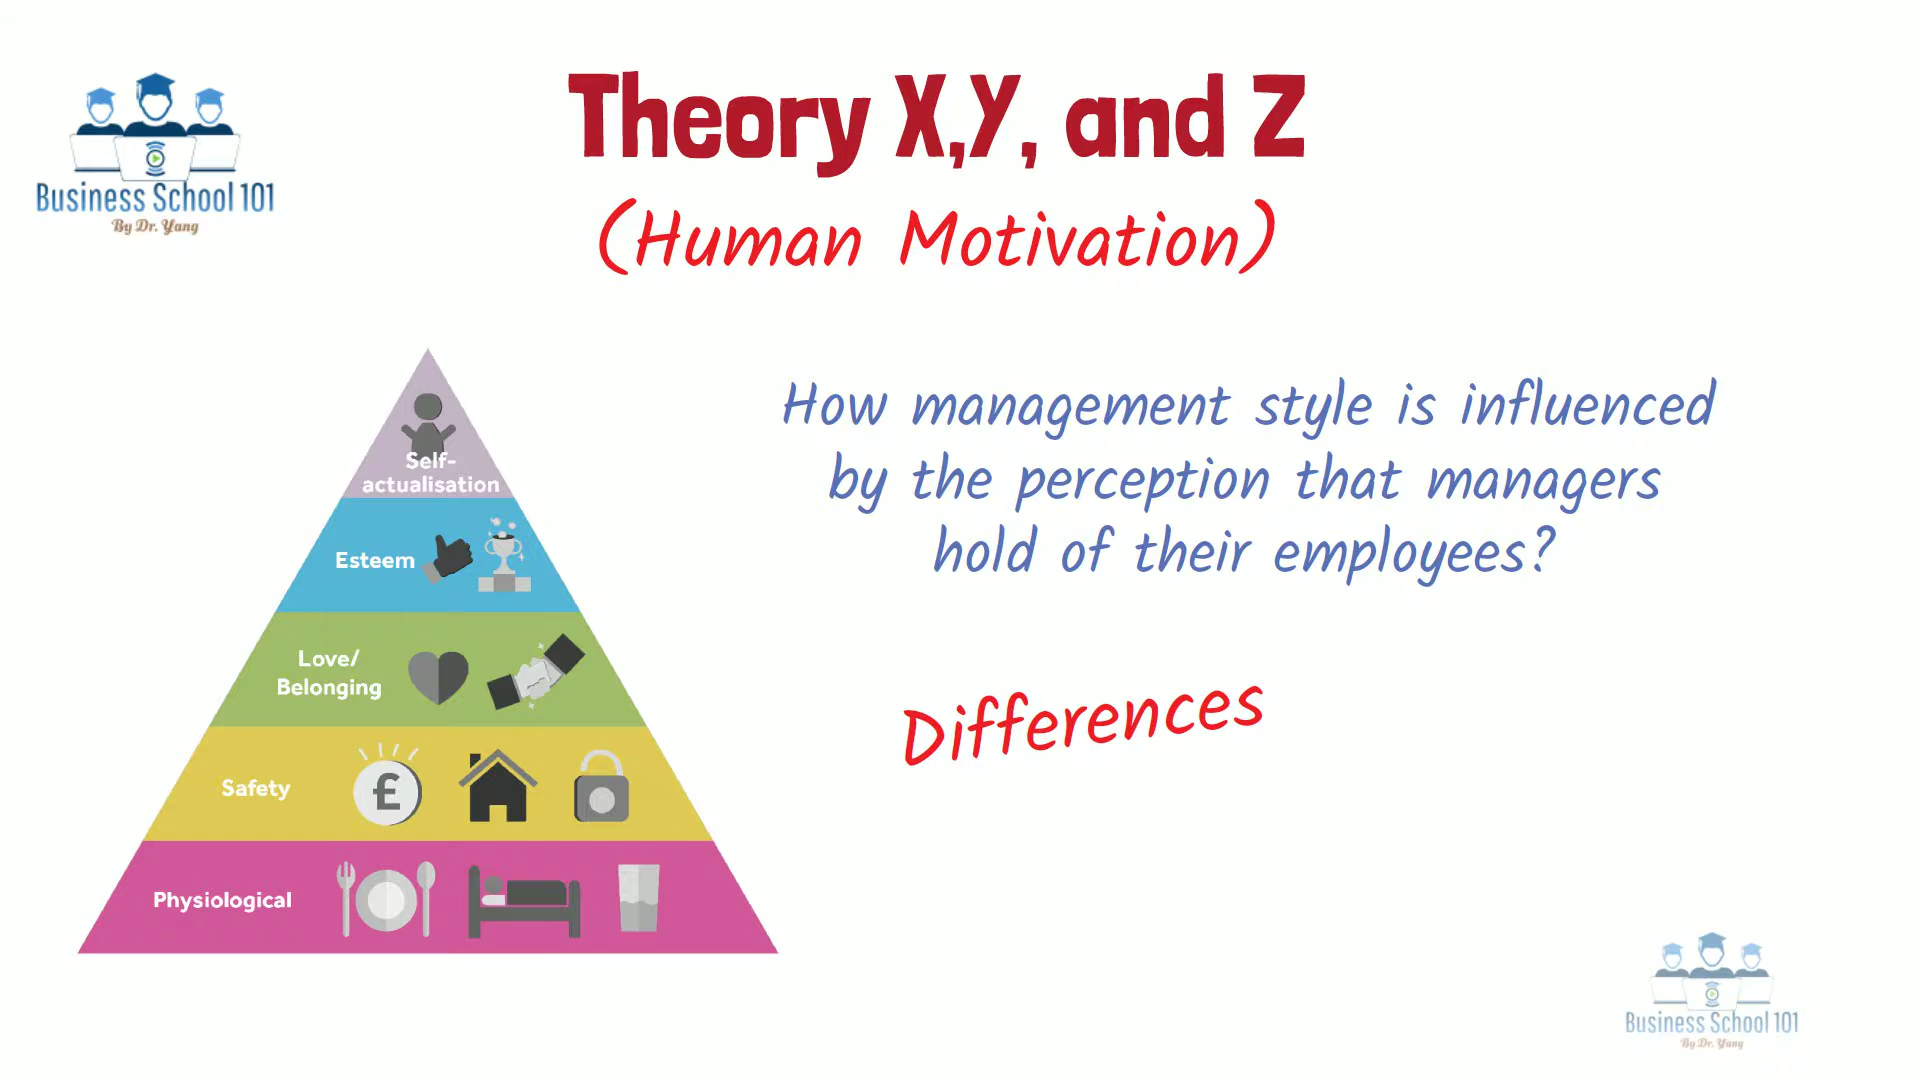 Business School 101
By Dr. Yang
Theory X,Y, and Z
(Human Motivation)
Self-
actualisation
Esteem
Love/
Belonging
Safety
£
Physiological
How management style is influenced
by the perception that managers
hold of their employees?
Differences
Business School 101
By Dr. Yang